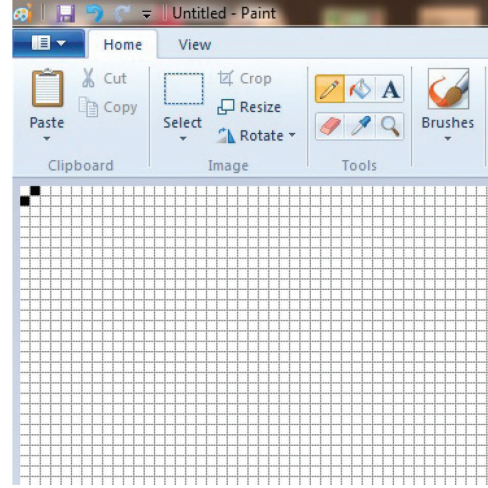 Untitled - Paint
Home View
Cut
Copy
Paste
Clipboard
Select
Crop
Resize
Rotate
Image
A
Tools
Brushes